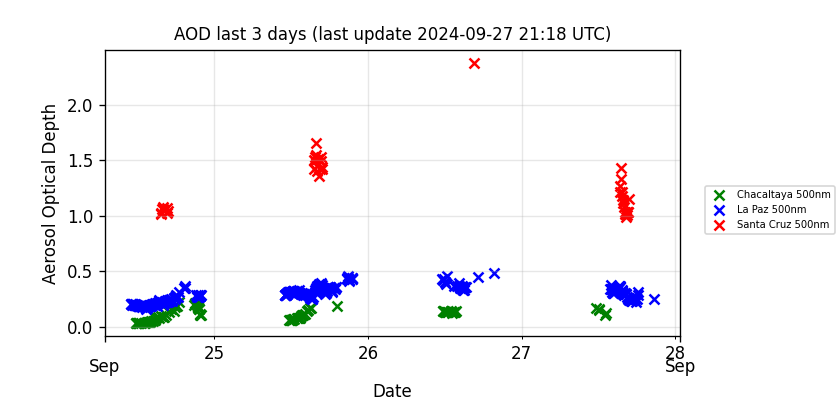 AOD last 3 days (last update 2024-09-27 21:18 UTC)
Aerosol Optical Depth
2.0
1.5
1.0
0.5
0.0
25
26
27
28
Sep
Sep
Date
Chacaltaya 500nm
La Paz 500nm
Santa Cruz 500nm